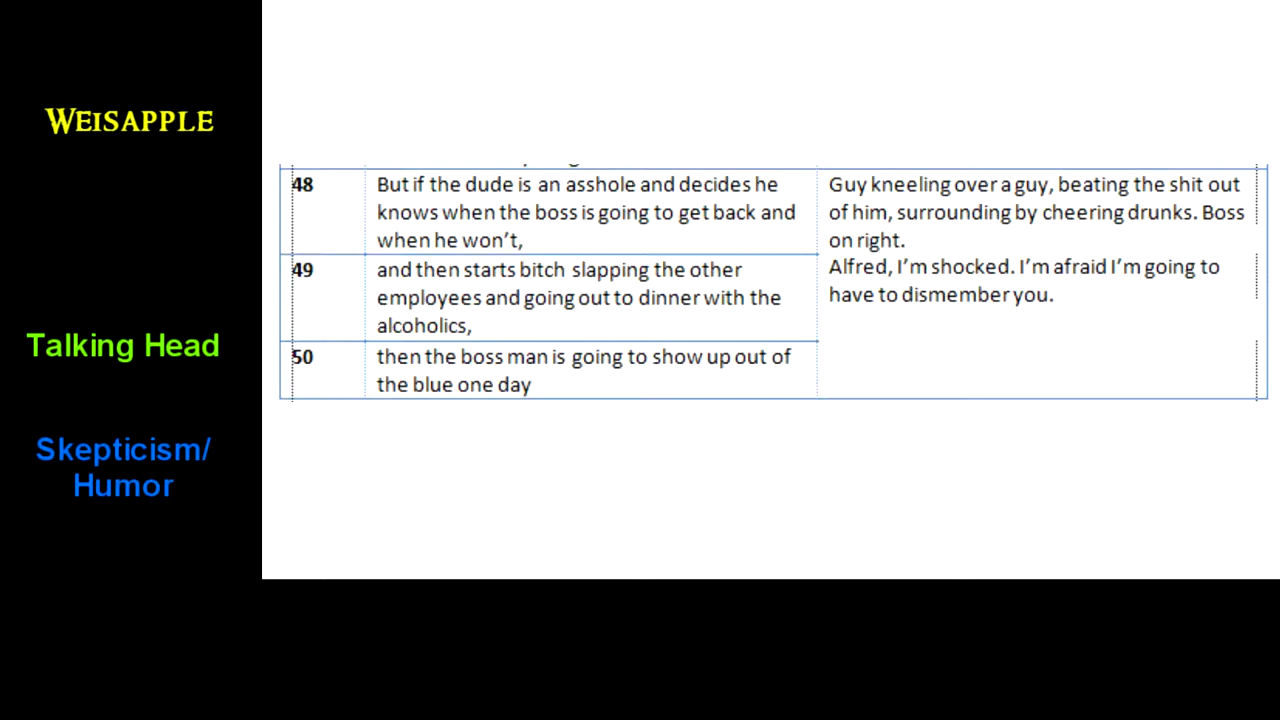 WEISAPPLE
Talking Head
Skepticism/
Humor
48
But if the dude is an asshole and decides he
knows when the boss is going to get back and
when he won't,
49
and then starts bitch slapping the other
employees and going out to dinner with the
alcoholics,
50
then the boss man is going to show up out of
the blue one day
Guy kneeling over a guy, beating the shit out
of him, surrounding by cheering drunks. Boss
on right.
Alfred, I'm shocked. I'm afraid I'm going to
have to dismember you.